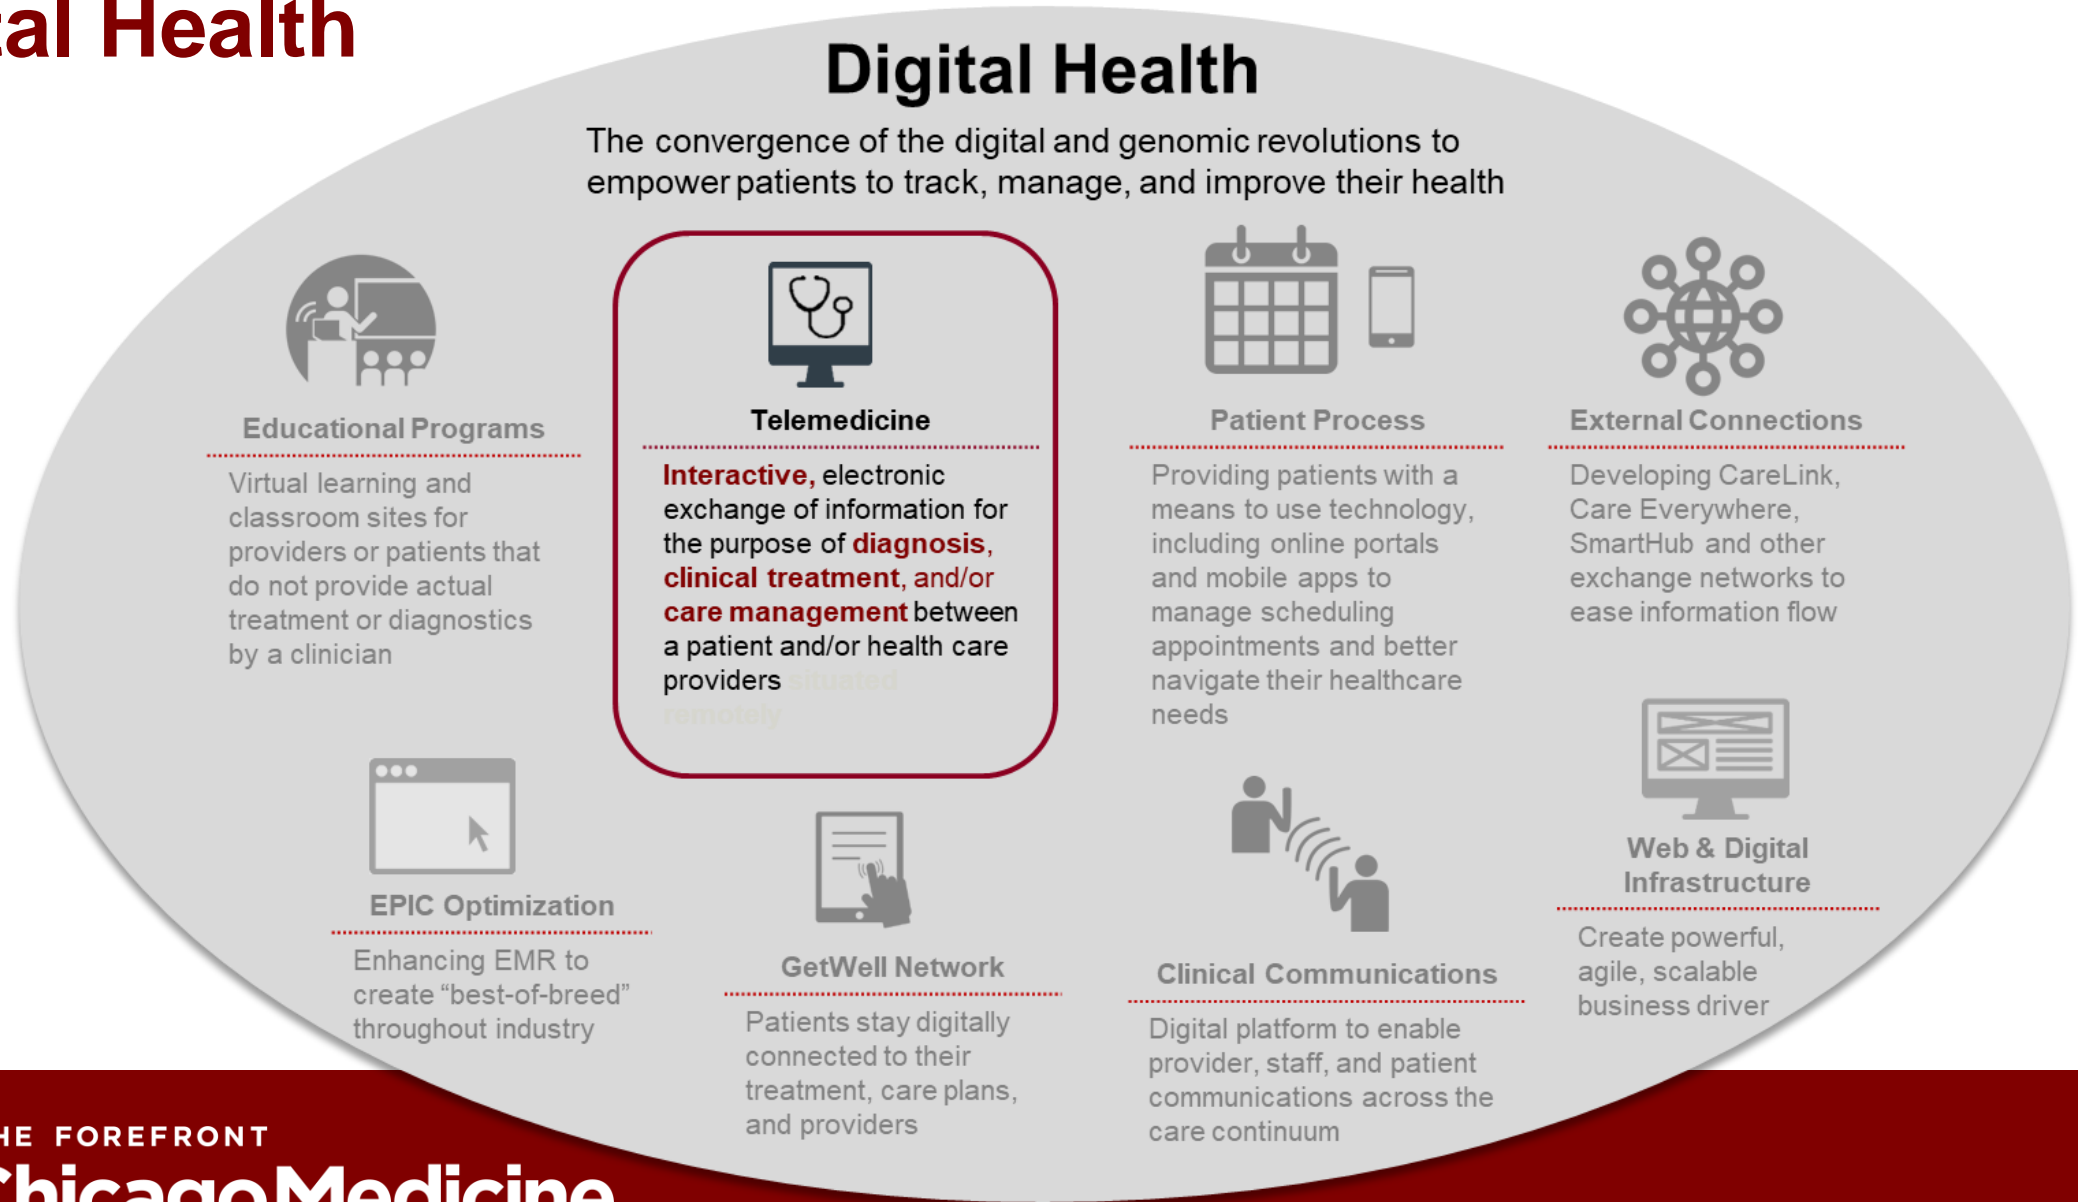 tal Health
Digital Health
The convergence of the digital and genomic revolutions to
empower patients to track, manage, and improve their health
Educational Programs
Virtual learning and
classroom sites for
providers or patients that
do not provide actual
treatment or diagnostics
by a clinician
Telemedicine
Interactive, electronic
exchange of information for
the purpose of diagnosis,
clinical treatment, and/or
care management between
a patient and/or health care
providers situated
remotely
Patient Process
Providing patients with a
means to use technology,
including online portals
and mobile apps to
manage scheduling
appointments and better
navigate their healthcare
needs
External Connections
Developing CareLink,
Care Everywhere,
SmartHub and other
exchange networks to
ease information flow
EPIC Optimization
Enhancing EMR to
create “best-of-breed”
throughout industry
GetWell Network
Patients stay digitally
connected to their
treatment, care plans,
and providers
Clinical Communications
Digital platform to enable
provider, staff, and patient
communications across the
care continuum
Web & Digital
Infrastructure
Create powerful,
agile, scalable
business driver
HE FOREFRONT
Chicago Medicine